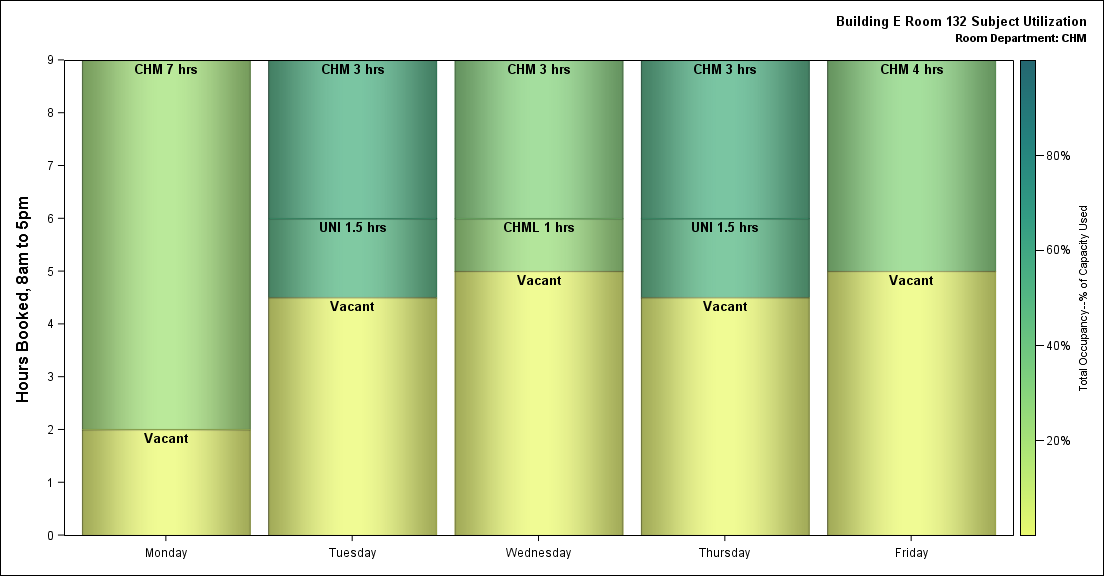 Building E Room 132 Subject Utilization
Room Department: CHM
Hours Booked, 8am to 5pm
9
8
7
6
5
4
3
2
1
0
CHM 7 hrs
Vacant
CHM 3 hrs
UNI 1.5 hrs
Vacant
CHM 3 hrs
CHML 1 hrs
Vacant
CHM 3 hrs
UNI 1.5 hrs
Vacant
CHM 4 hrs
Vacant
Monday
Tuesday
Wednesday
Thursday
Friday
80%
60%
40%
20%
Total Occupancy--% of Capacity Used